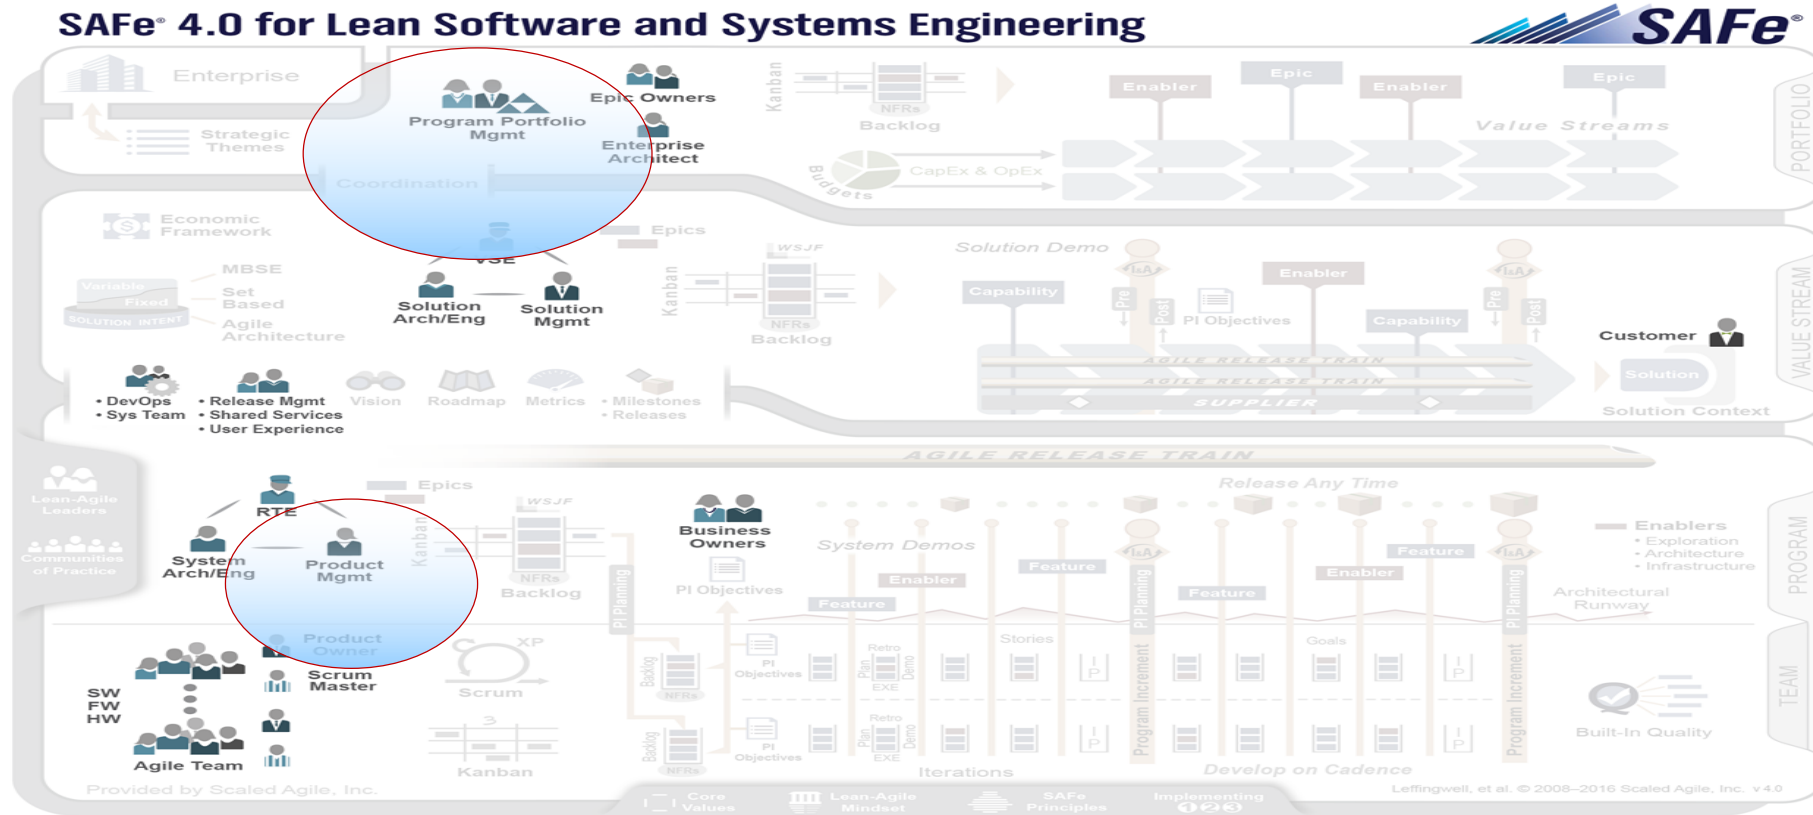 SAFe® 4.0 for Lean Software and Systems Engineering
SAFe®
Enterprise
Strategic
Themes
Program Portfolio
Mgmt
Epic Owners
Enterprise
Architect
Coordination
Kanban
NFRs
Backlog
Budgets
CapEx & OpEx
Enabler
Epic
Enabler
Epic
Value Streams
PORTFOLIO
Economic
Framework
MBSE
Set
Based
Agile
Architecture
Variable
Fixed
SOLUTION INTENT
VSE
Solution
Arch/Eng
Solution
Mgmt
Epics
Kanban
WSJF
NFRs
Backlog
Solution Demo
Capability
I&A
Pre
Post
PI Objectives
Enabler
Capability
I&A
Pre
Post
AGILE RELEASE TRAIN
AGILE RELEASE TRAIN
SUPPLIER
Customer
Solution
Solution Context
VALUE STREAM
• DevOps
• Sys Team
• Release Mgmt
• Shared Services
• User Experience
Vision
Roadmap
Metrics
• Milestones
• Releases
Lean-Agile
Leaders
Communities
of Practice
AGILE RELEASE TRAIN
RTE
System
Arch/Eng
Product
Mgmt
Epics
Kanban
WSJF
NFRs
Backlog
PI Planning
Business
Owners
PI Objectives
System Demos
Release Any Time
Feature
Enabler
Feature
I&A
PI Planning
Feature
Enabler
Feature
I&A
PI Planning
Enablers
• Exploration
• Architecture
• Infrastructure
Architectural
Runway
PROGRAM
Product
Owner
Scrum
Master
SW
FW
HW
Agile Team
XP
Scrum
3
Kanban
Backlog
NFRs
Backlog
NFRs
PI
Objectives
PI
Objectives
Plan
Retro
EXE
Demo
Plan
Retro
EXE
Demo
Stories
I
P
I
P
Program Increment
Goals
I
P
I
P
Program Increment
Iterations
Develop on Cadence
Built-In Quality
TEAM
Provided by Scaled Agile, Inc.
Core
Values
Lean-Agile
Mindset
SAFe
Principles
Implementing
1 2 3
Leffingwell, et al. © 2008–2016 Scaled Agile, Inc. v 4.0